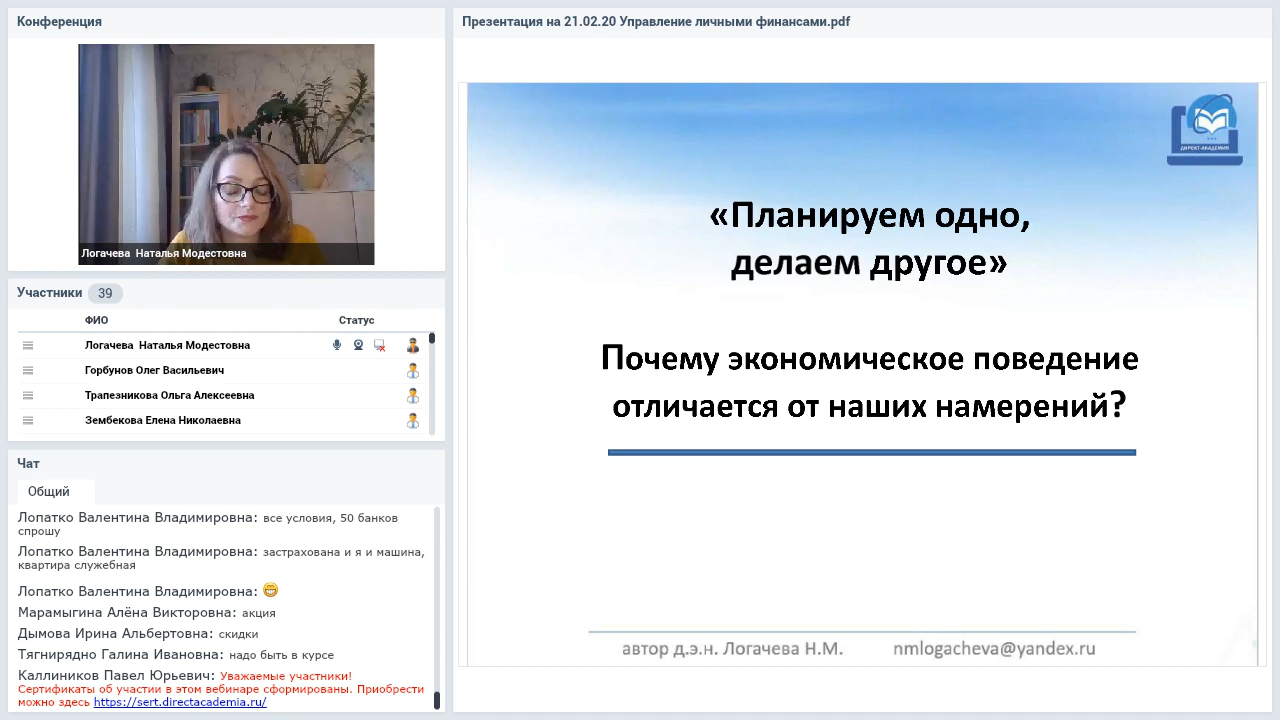 Конференция
Логачева Наталья Модестовна
Участники 39
ФИО Статус
Логачева Наталья Модестовна
Горбунов Олег Васильевич
Трапезникова Ольга Алексеевна
Зембекова Елена Николаевна
Чат
Общий
Лопатко Валентина Владимировна: все условия, 50 банков
спрошу
Лопатко Валентина Владимировна: застрахована и я и машина,
квартира служебная
Лопатко Валентина Владимировна:
Марамыгина Алёна Викторовна: акция
Дымова Ирина Альбертовна: скидки
Тягнирядно Галина Ивановна: надо быть в курсе
Каллиников Павел Юрьевич: Уважаемые участники!
Сертификаты об участии в этом вебинаре сформированы. Приобрести
можно здесь https://sert.directacademia.ru/
Презентация на 21.02.20 Управление личными финансами.pdf
ДИРЕКТ-АКАДЕМИЯ
«Планируем одно,
делаем другое»
Почему экономическое поведение
отличается от наших намерений?
автор д.э.н. Логачева Н.М. nmlogacheva@yandex.ru